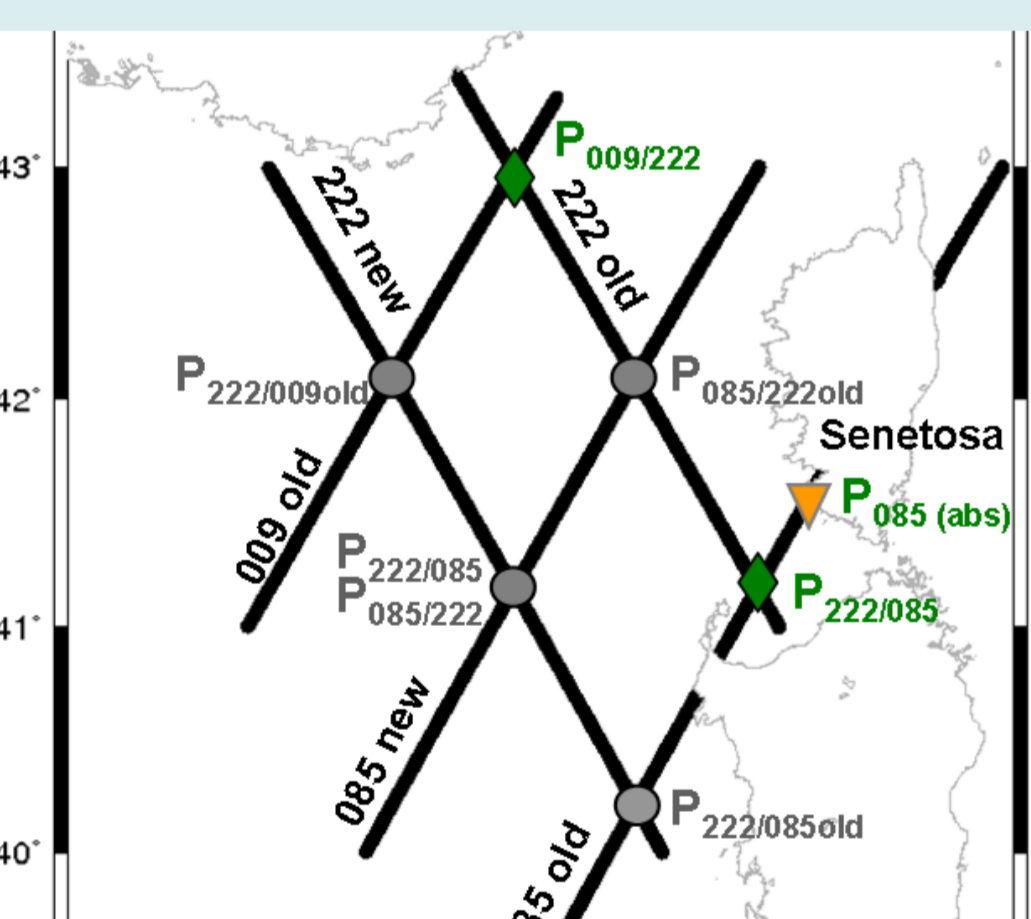 P009/222
43°
222 new
222 old
P222/009old
P085/222old
42°
Senetosa
P085 (abs)
009 old
P222/085
P085/222
P222/085
41°
085 new
P222/085old
40°
85 old